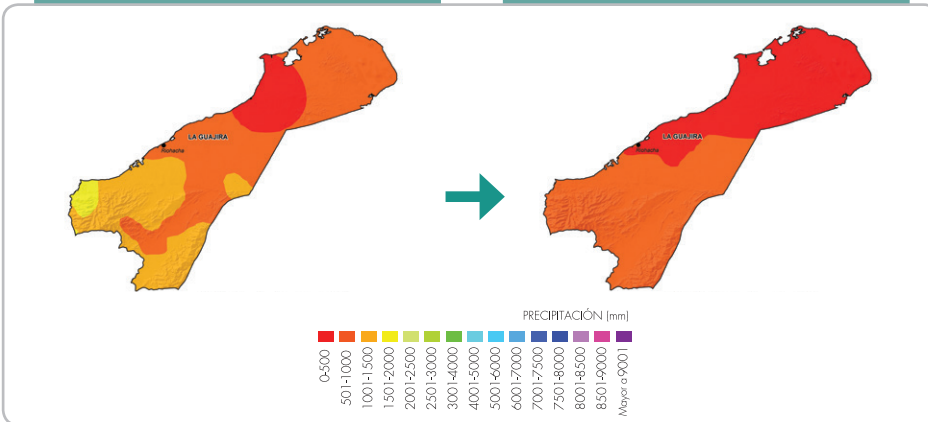 LA GUAJIRA
Riohacha
LA GUAJIRA
Riohacha
PRECIPITACIÓN (mm)
0-500
501-1000
1001-1500
1501-2000
2001-2500
2501-3000
3001-4000
4001-5000
5001-6000
6001-7000
7001-7500
7501-8000
8001-8500
8501-9000
Mayor a 9001